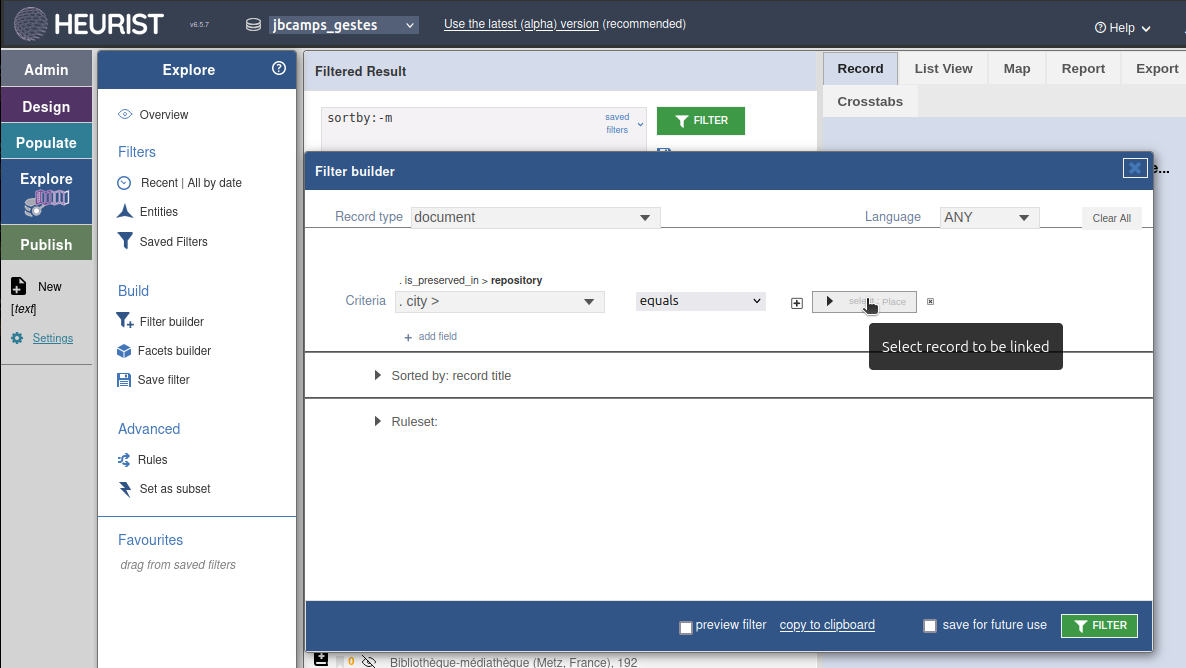 HEURIST
v6.5.7
jbcamps_gestes
Use the latest (alpha) version (recommended)
Help
Admin
Design
Populate
Explore
Publish
New
[text]
Settings
Explore
Overview
Filters
Recent | All by date
Entities
Saved Filters
Build
Filter builder
Facets builder
Save filter
Advanced
Rules
Set as subset
Favourites
drag from saved filters
Filtered Result
sortby:-m
saved
filters
FILTER
Record
List View
Map
Report
Export
Crosstabs
e...
Filter builder
Record type
document
Language
ANY
Clear All
. is_preserved_in > repository
Criteria
. city >
equals
select: Place
add field
Select record to be linked
Sorted by: record title
Ruleset:
preview filter
copy to clipboard
save for future use
FILTER
0
Bibliothèque-médiathèque (Metz, France), 192